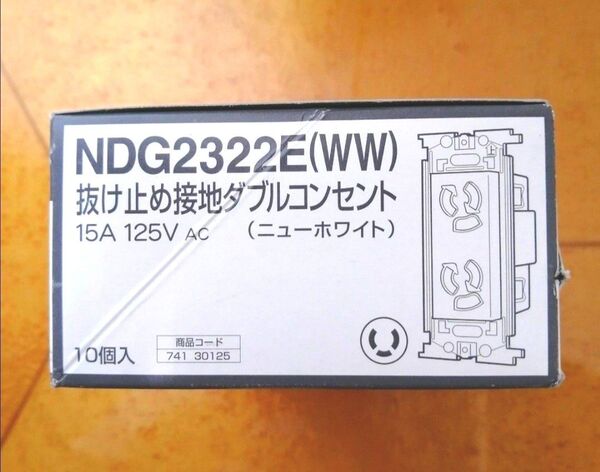 NDG2322E(WW)
抜け止め接地ダブルコンセント
15A 125V AC (ニューホワイト)
10個入
商品コード
741 30125